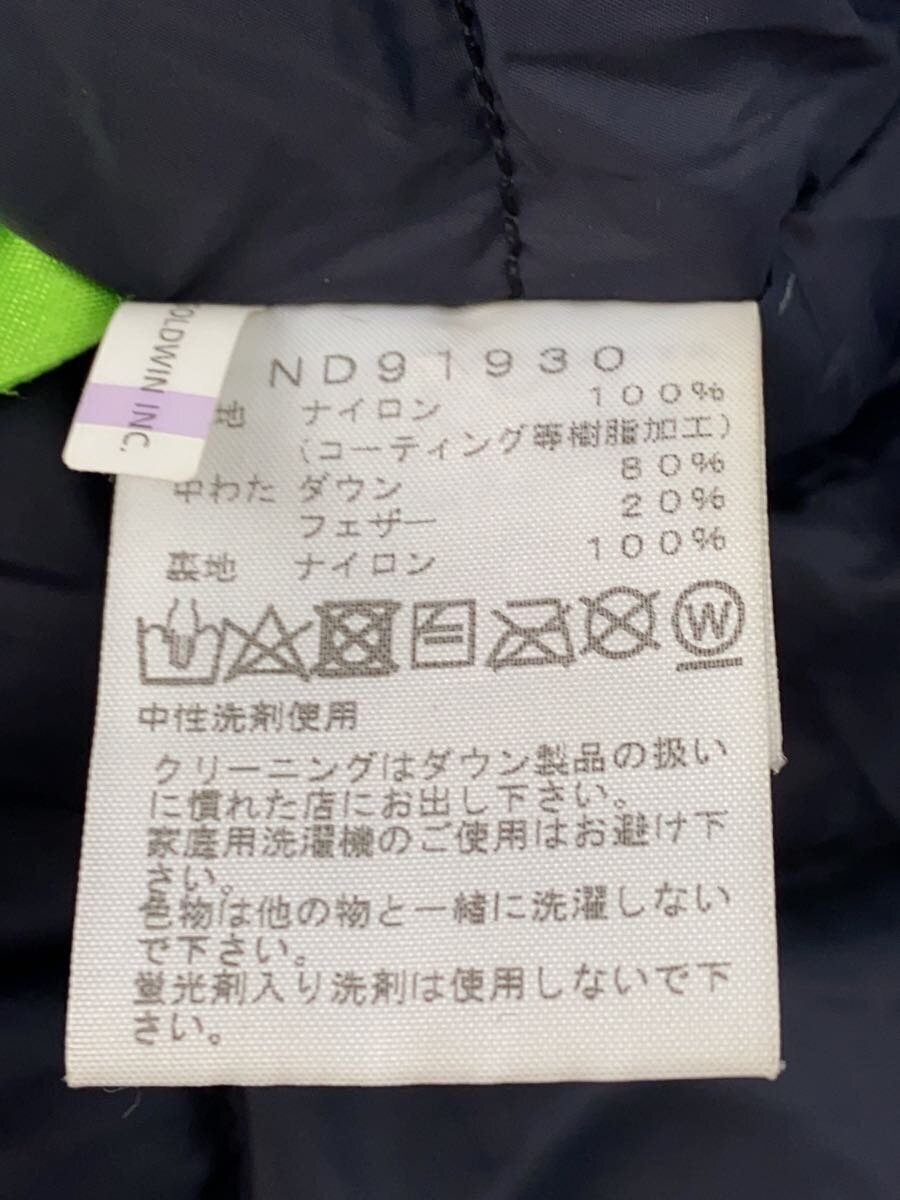 OLDWIN INC.
ND91930
地 ナイロン 100%
(コーティング等樹脂加工)
中わた ダウン 80%
フェザー 20%
裏地 ナイロン 100%
W
中性洗剤使用
クリーニングはダウン製品の扱い
に慣れた店にお出し下さい。
家庭用洗濯機のご使用はお避け下
さい。
色物は他の物と一緒に洗濯しない
で下さい。
蛍光剤入り洗剤は使用しないで下
さい。